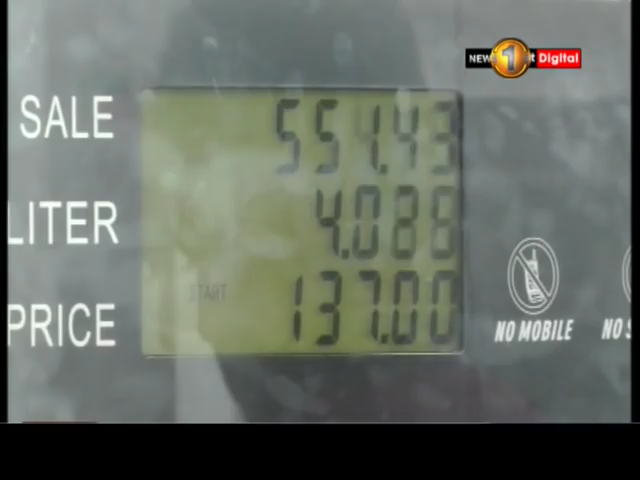 NEWS 1st Digital
SALE 551.43
LITER 4.088
START
PRICE 137.00
NO MOBILE
NO S